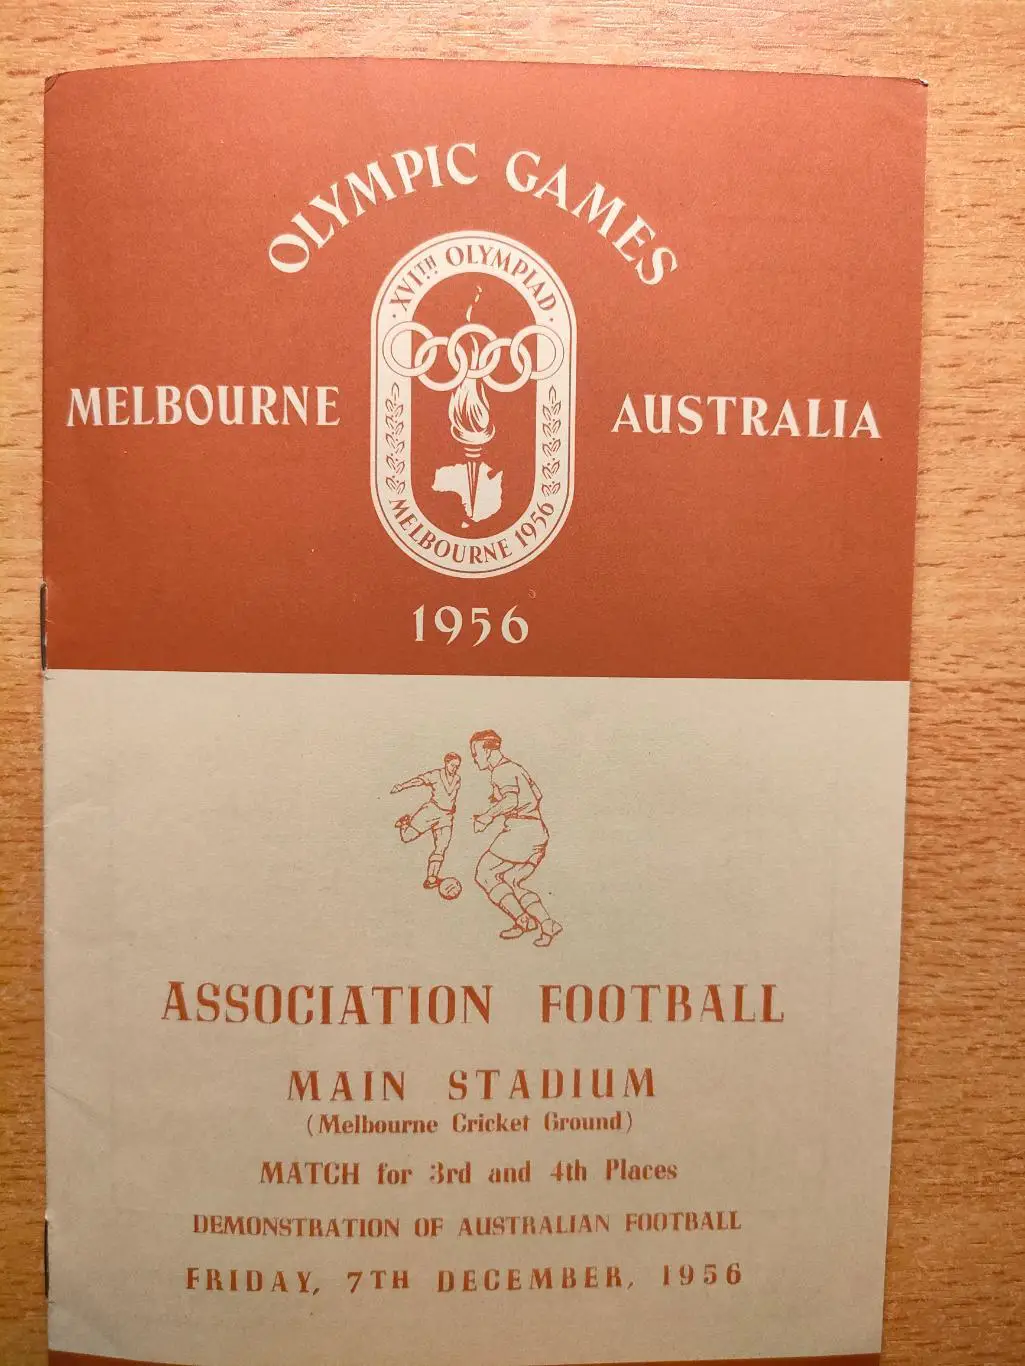 OLYMPIC GAMES
· XVITH OLYMPIAD ·
MELBOURNE
AUSTRALIA
MELBOURNE 1956
1956
ASSOCIATION FOOTBALL
MAIN STADIUM
(Melbourne Cricket Ground)
MATCH for 3rd and 4th Places
DEMONSTRATION OF AUSTRALIAN FOOTBALL
FRIDAY, 7TH DECEMBER, 1956